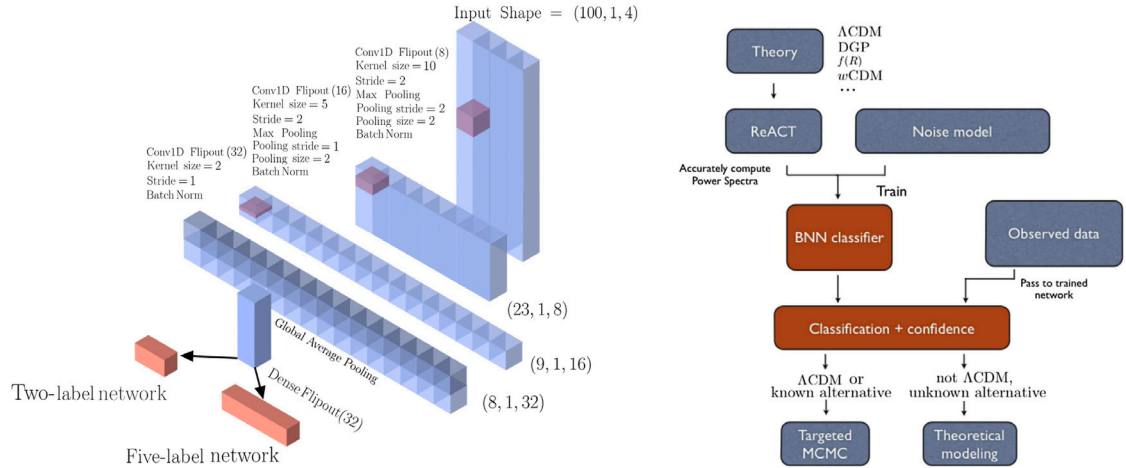 Input Shape = (100, 1, 4)
Conv1D Flipout (8)
Kernel size = 10
Stride = 2
Max Pooling
Pooling stride = 2
Pooling size = 2
Batch Norm
Conv1D Flipout (16)
Kernel size = 5
Stride = 2
Max Pooling
Pooling stride = 1
Pooling size = 2
Batch Norm
Conv1D Flipout (32)
Kernel size = 2
Stride = 1
Batch Norm
(23, 1, 8)
(9, 1, 16)
(8, 1, 32)
Global Average Pooling
Dense Flipout(32)
Two-label network
Five-label network
Theory
ΛCDM
DGP
f(R)
wCDM
...
ReACT
Noise model
Accurately compute
Power Spectra
Train
BNN classifier
Observed data
Pass to trained
network
Classification + confidence
ΛCDM or
known alternative
not ΛCDM,
unknown alternative
Targeted
MCMC
Theoretical
modeling